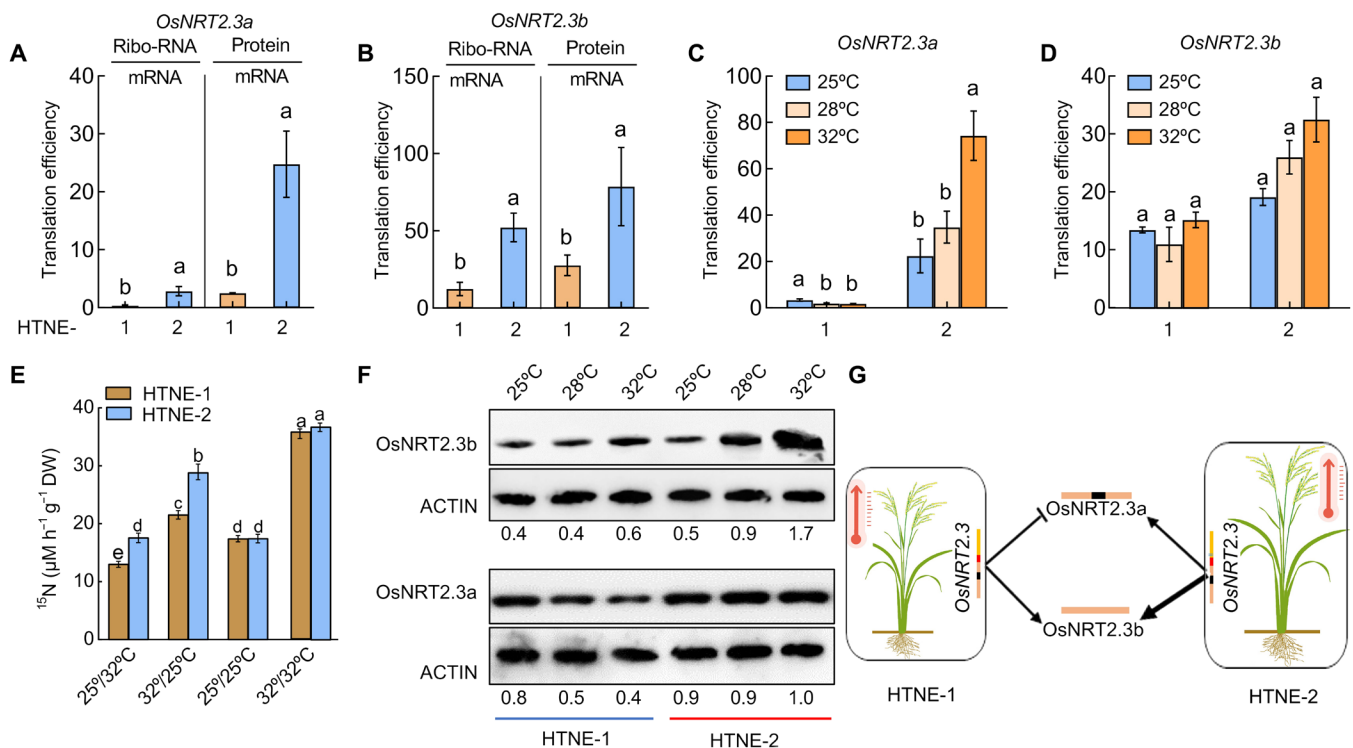 OsNRT2.3a
A
Ribo-RNA Protein
mRNA mRNA
Translation efficiency
40
30
20
10
0
b a b a
HTNE- 1 2 1 2
OsNRT2.3b
B
Ribo-RNA Protein
mRNA mRNA
Translation efficiency
150
100
50
0
b a b a
1 2 1 2
C
OsNRT2.3a
Translation efficiency
100
80
60
40
20
0
25ºC
28ºC
32ºC
a b b b b a
1 2
D
OsNRT2.3b
Translation efficiency
40
30
20
10
0
25ºC
28ºC
32ºC
a a a a a a
1 2
E
HTNE-1
HTNE-2
¹⁵N (μM h⁻¹ g⁻¹ DW)
40
30
20
10
40
e d c b d d a a
25º/32ºC 32º/25ºC 25º/25ºC 32º/32ºC
F
25ºC 28ºC 32ºC 25ºC 28ºC 32ºC
OsNRT2.3b
ACTIN
0.4 0.4 0.6 0.5 0.9 1.7
OsNRT2.3a
ACTIN
0.8 0.5 0.4 0.9 0.9 1.0
HTNE-1 HTNE-2
G
OsNRT2.3
OsNRT2.3a
OsNRT2.3b
OsNRT2.3
HTNE-1 HTNE-2